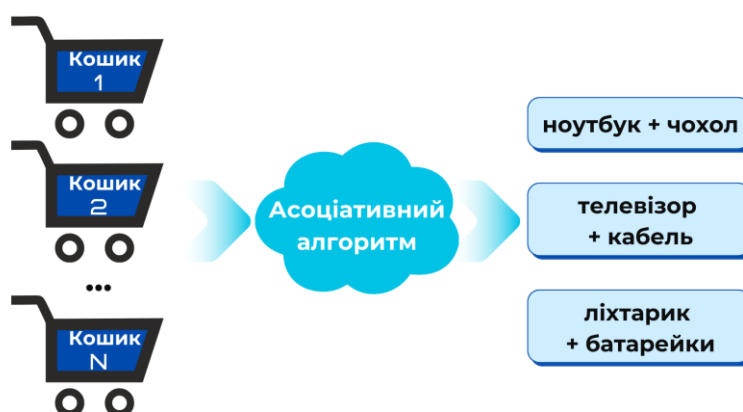 Кошик
1
Кошик
2
...
Кошик
N
Асоціативний
алгоритм
ноутбук + чохол
телевізор
+ кабель
ліхтарик
+ батарейки